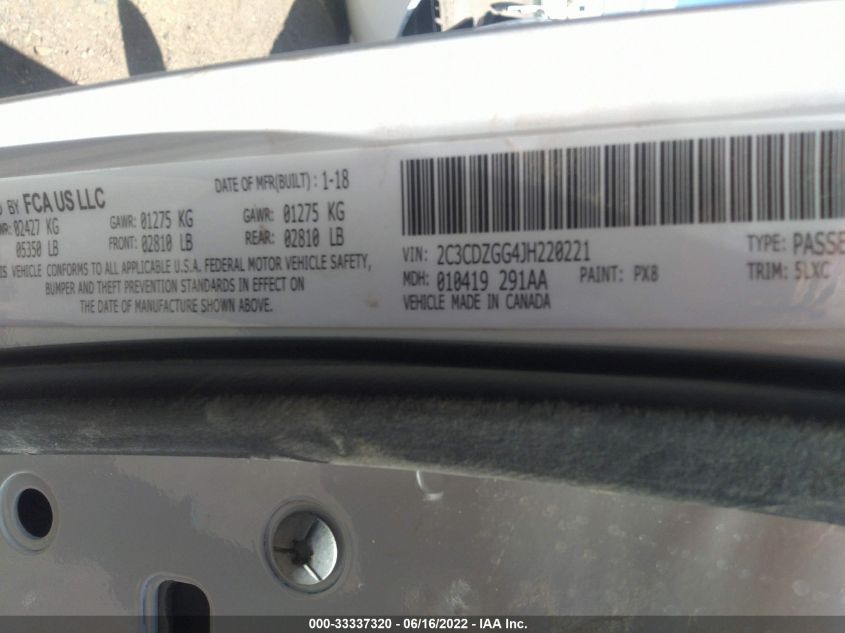 D BY FCA US LLC
DATE OF MFR(BUILT) : 1-18
WR: 02427 KG GAWR: 01275 KG GAWR: 01275 KG
05350 LB FRONT: 02810 LB REAR: 02810 LB
IS VEHICLE CONFORMS TO ALL APPLICABLE U.S.A. FEDERAL MOTOR VEHICLE SAFETY,
BUMPER AND THEFT PREVENTION STANDARDS IN EFFECT ON
THE DATE OF MANUFACTURE SHOWN ABOVE.
VIN: 2C3CDZGG4JH220221 TYPE: PASSE
MDH: 010419 291AA PAINT: PX8 TRIM: 5LXC
VEHICLE MADE IN CANADA
000-33337320 - 06/16/2022 - IAA Inc.